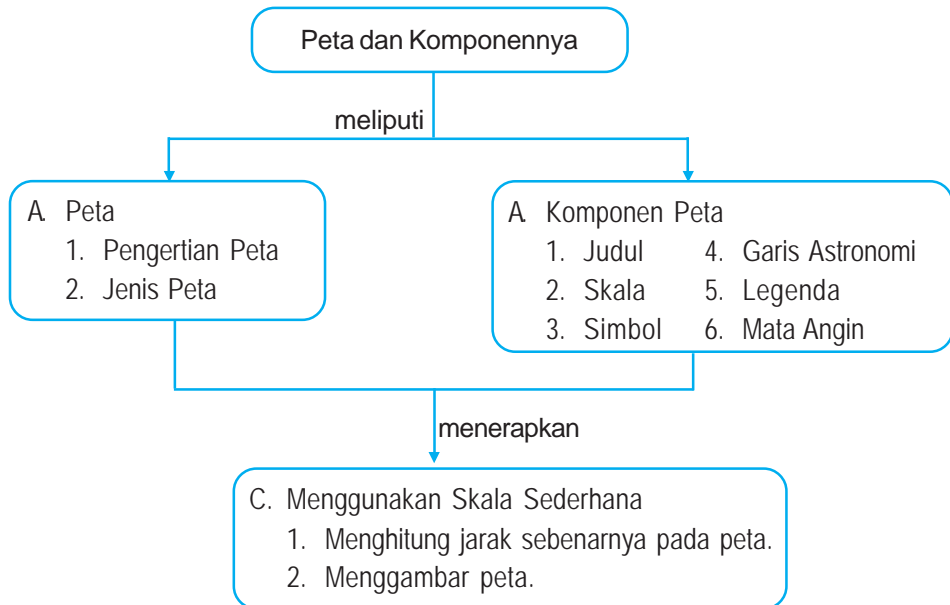 Peta dan Komponennya
meliputi
A. Peta
1. Pengertian Peta
2. Jenis Peta
A. Komponen Peta
1. Judul 4. Garis Astronomi
2. Skala 5. Legenda
3. Simbol 6. Mata Angin
menerapkan
C. Menggunakan Skala Sederhana
1. Menghitung jarak sebenarnya pada peta.
2. Menggambar peta.